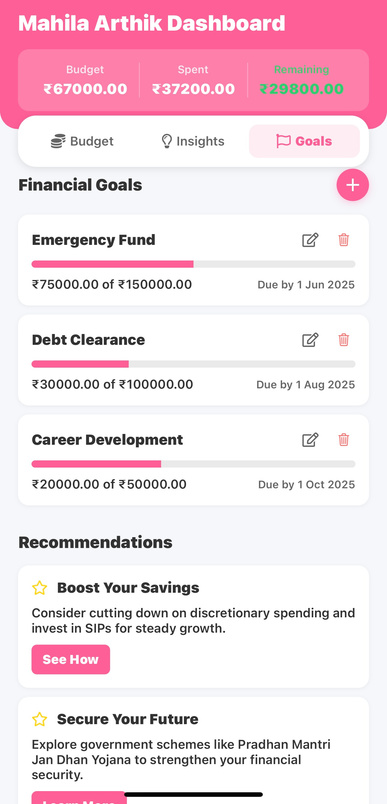 Mahila Arthik Dashboard
Budget Spent Remaining
₹67000.00 ₹37200.00 ₹29800.00
Budget Insights Goals
Financial Goals
Emergency Fund
₹75000.00 of ₹150000.00 Due by 1 Jun 2025
Debt Clearance
₹30000.00 of ₹100000.00 Due by 1 Aug 2025
Career Development
₹20000.00 of ₹50000.00 Due by 1 Oct 2025
Recommendations
Boost Your Savings
Consider cutting down on discretionary spending and
invest in SIPs for steady growth.
See How
Secure Your Future
Explore government schemes like Pradhan Mantri
Jan Dhan Yojana to strengthen your financial
security.
Learn More